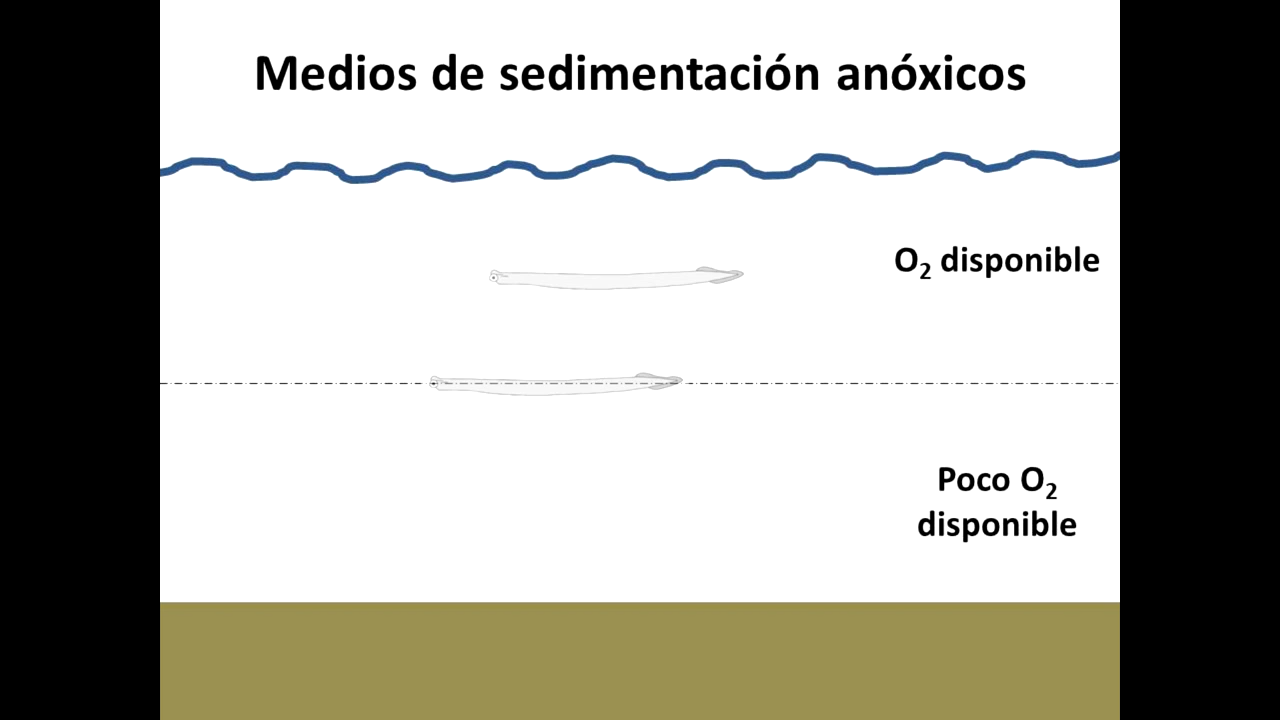 Medios de sedimentación anóxicos
O₂ disponible
Poco O₂
disponible